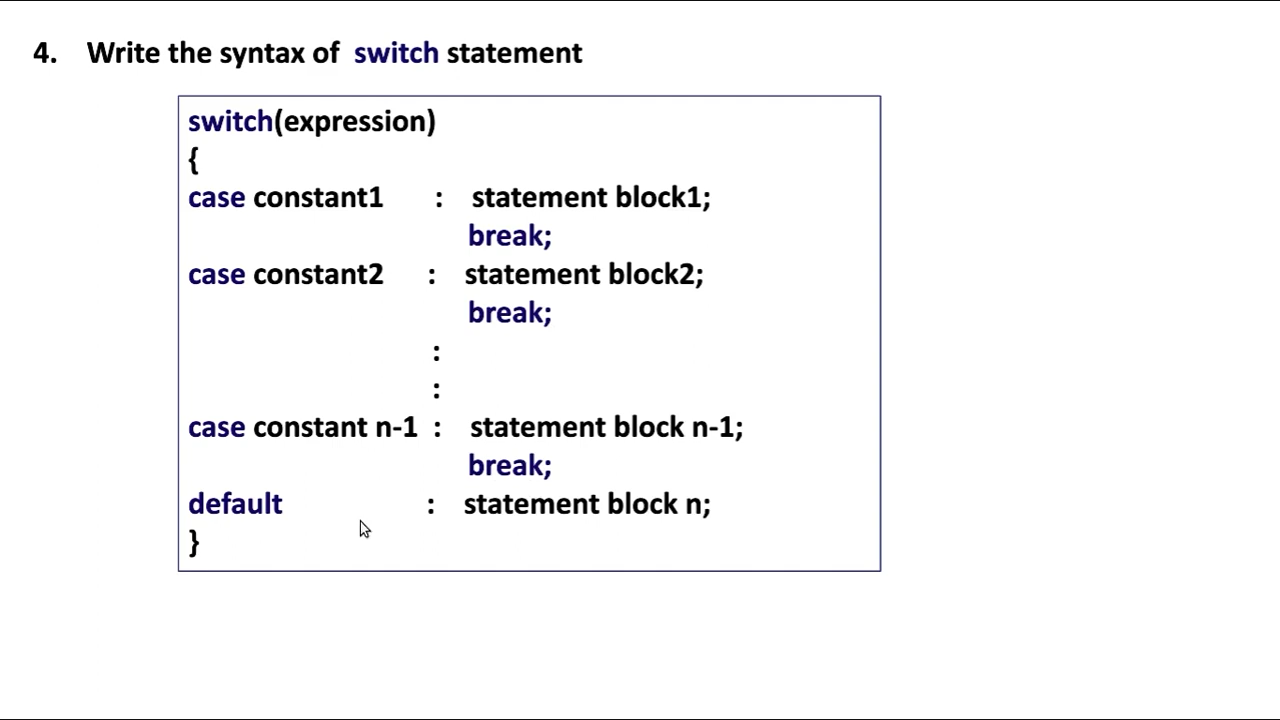 4. Write the syntax of switch statement
switch(expression)
{
case constant1 : statement block1;
break;
case constant2 : statement block2;
break;
:
:
case constant n-1 : statement block n-1;
break;
default : statement block n;
}